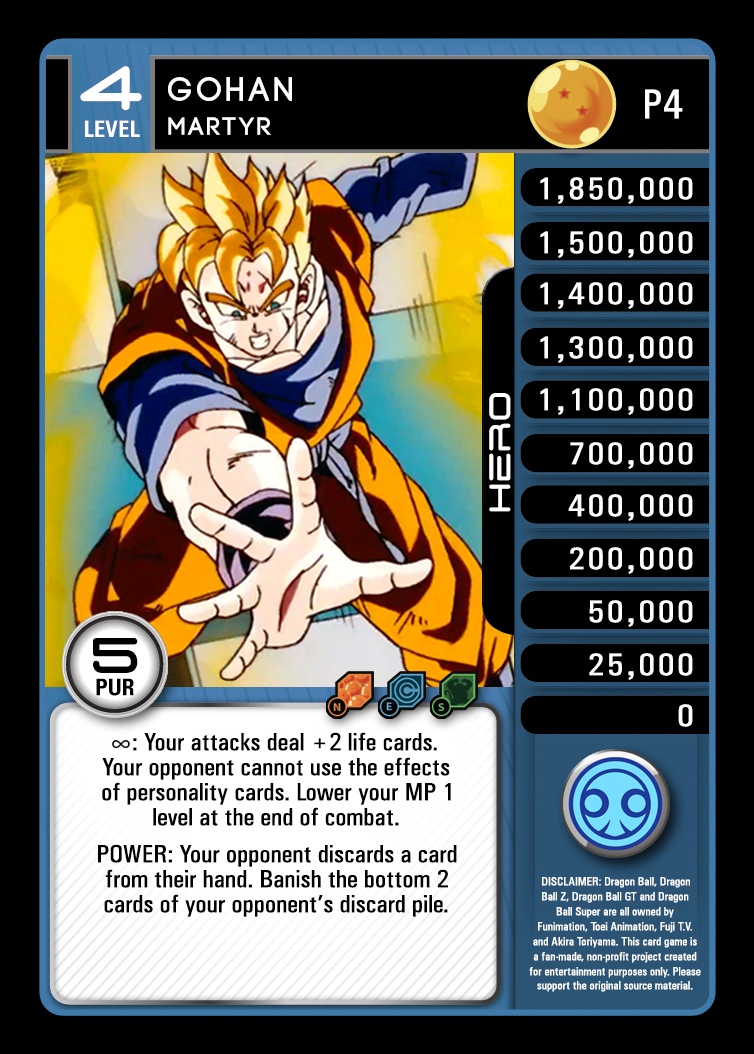 4
LEVEL
GOHAN
MARTYR
P4
1,850,000
1,500,000
1,400,000
1,300,000
1,100,000
700,000
400,000
200,000
50,000
25,000
0
HERO
5
PUR
N
E
S
∞: Your attacks deal +2 life cards.
Your opponent cannot use the effects
of personality cards. Lower your MP 1
level at the end of combat.
POWER: Your opponent discards a card
from their hand. Banish the bottom 2
cards of your opponent's discard pile.
DISCLAIMER: Dragon Ball, Dragon
Ball Z, Dragon Ball GT and Dragon
Ball Super are all owned by
Funimation, Toei Animation, Fuji T.V.
and Akira Toriyama. This card game is
a fan-made, non-profit project created
for entertainment purposes only. Please
support the original source material.